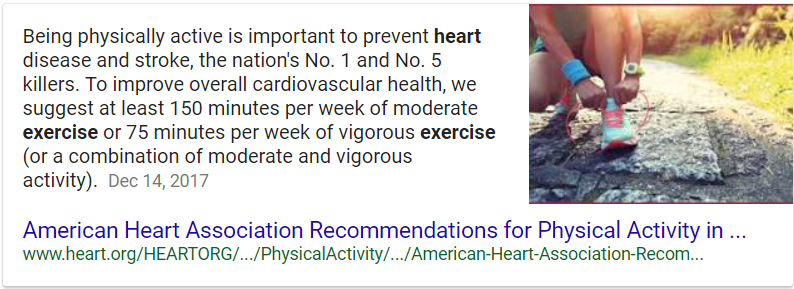 Being physically active is important to prevent heart
disease and stroke, the nation's No. 1 and No. 5
killers. To improve overall cardiovascular health, we
suggest at least 150 minutes per week of moderate
exercise or 75 minutes per week of vigorous exercise
(or a combination of moderate and vigorous
activity). Dec 14, 2017
American Heart Association Recommendations for Physical Activity in ...
www.heart.org/HEARTORG/.../PhysicalActivity/.../American-Heart-Association-Recom...